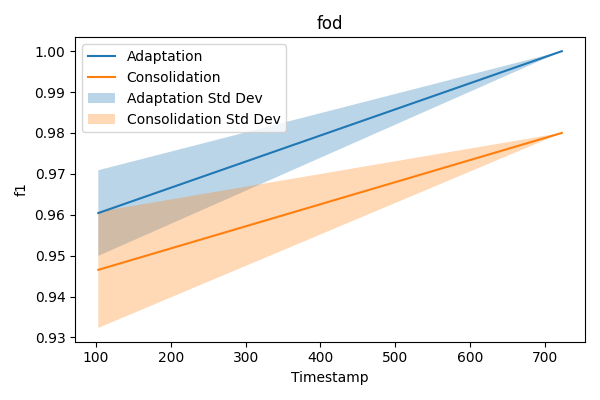 fod
Adaptation
Consolidation
Adaptation Std Dev
Consolidation Std Dev
1.00
0.99
0.98
0.97
0.96
0.95
0.94
0.93
f1
100 200 300 400 500 600 700
Timestamp